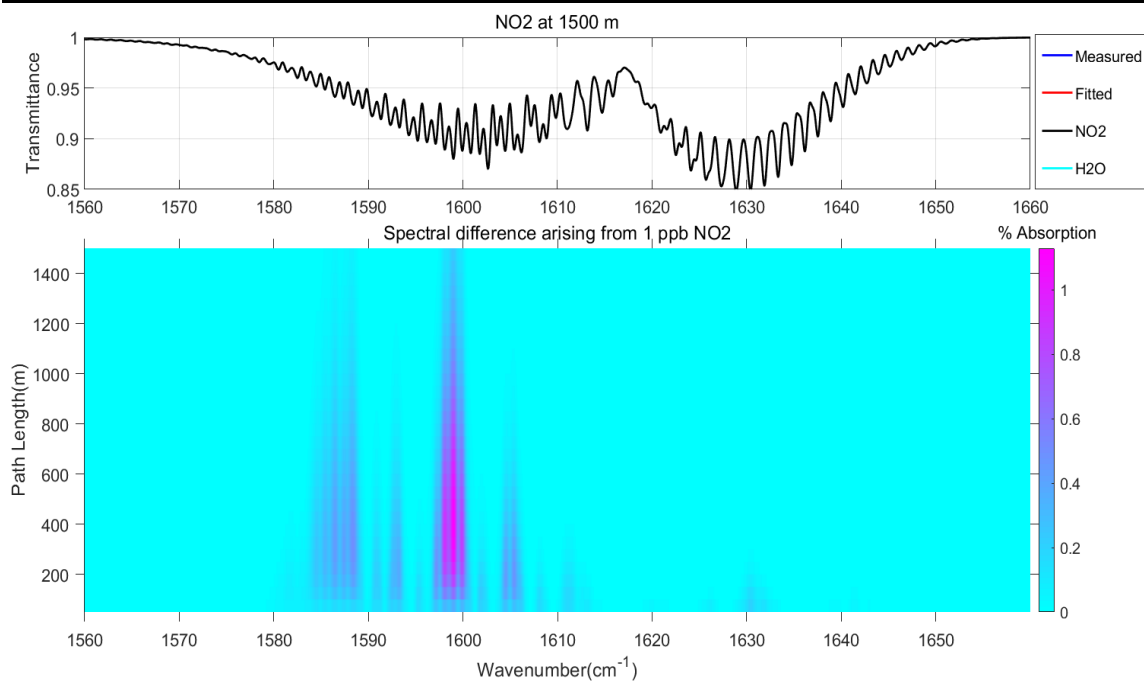 NO2 at 1500 m
Transmittance
1
0.95
0.9
0.85
1560 1570 1580 1590 1600 1610 1620 1630 1640 1650 1660
Measured
Fitted
NO2
H2O
Spectral difference arising from 1 ppb NO2
% Absorption
Path Length(m)
1400
1200
1000
800
600
400
200
1
0.8
0.6
0.4
0.2
0
1560 1570 1580 1590 1600 1610 1620 1630 1640 1650
Wavenumber(cm⁻¹)